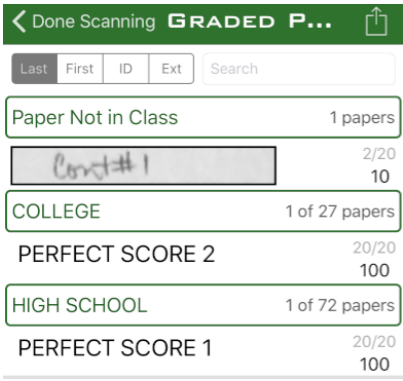 Done Scanning GRADED P...
Last First ID Ext Search
Paper Not in Class 1 papers
Cont#1 2/20
10
COLLEGE 1 of 27 papers
PERFECT SCORE 2 20/20
100
HIGH SCHOOL 1 of 72 papers
PERFECT SCORE 1 20/20
100